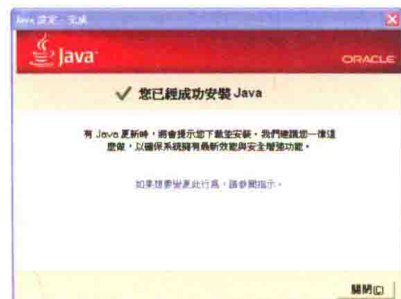 Java 設定 - 完成
Java
ORACLE
您已經成功安裝 Java
有 Java 更新時，將會提示您下載並安裝。我們建議您一律這
麼做，以確保系統擁有最新效能與安全增強功能。
如果想要變更此行為，請參閱指示。
關閉(C)